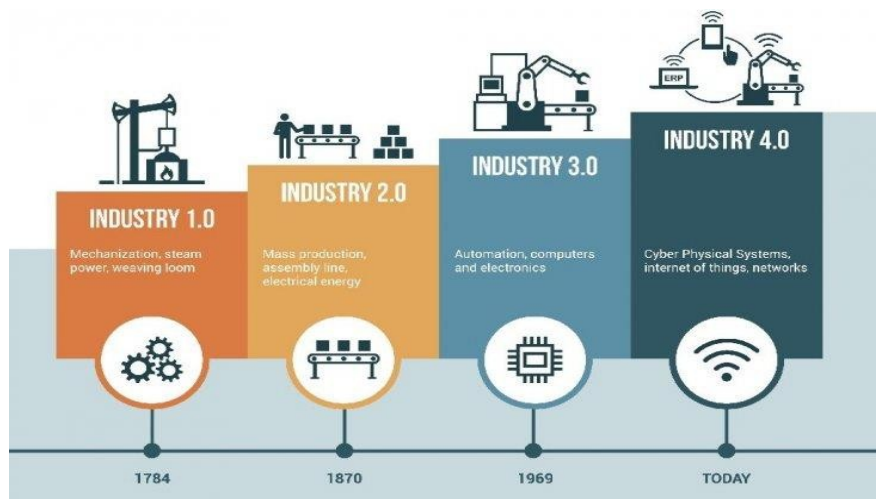 ERP
INDUSTRY 1.0
Mechanization, steam
power, weaving loom
INDUSTRY 2.0
Mass production,
assembly line,
electrical energy
INDUSTRY 3.0
Automation, computers
and electronics
INDUSTRY 4.0
Cyber Physical Systems,
internet of things, networks
1784
1870
1969
TODAY